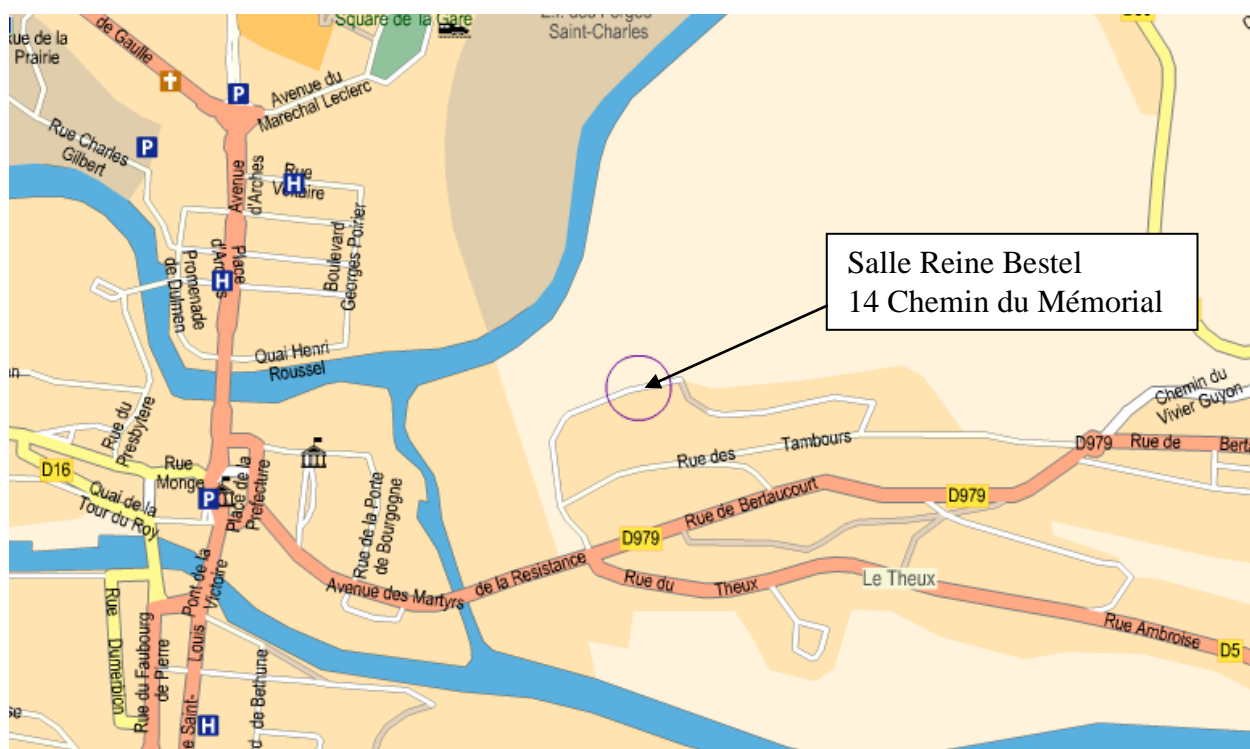 Square de la Gare
Z.I. des Forges
Saint-Charles
de Gaulle
Rue de la
Prairie
P
Avenue du
Marechal Leclerc
Rue Charles
Gilbert
P
Avenue
d'Arches
Rue
Voltaire
H
Boulevard
Georges Poirier
Place
d'Arches
H
Promenade
de Dulmen
Quai Henri
Roussel
Salle Reine Bestel
14 Chemin du Mémorial
Rue du
Presbytere
D16
Rue
Monge
P
Quai de la
Tour du Roy
Place de la
Prefecture
Rue de la Porte
de Bourgogne
Avenue des Martyrs
de la Resistance
D979
Rue de Bertaucourt
D979
D979
Rue de
Rue des
Tambours
Chemin du
Vivier Guyon
Rue du
Theux
Le Theux
Rue Ambroise
D5
Pont de la
Victoire
Rue
Dumerbion
Rue du Faubourg
de Pierre
Saint-
Louis
de Bethune
H